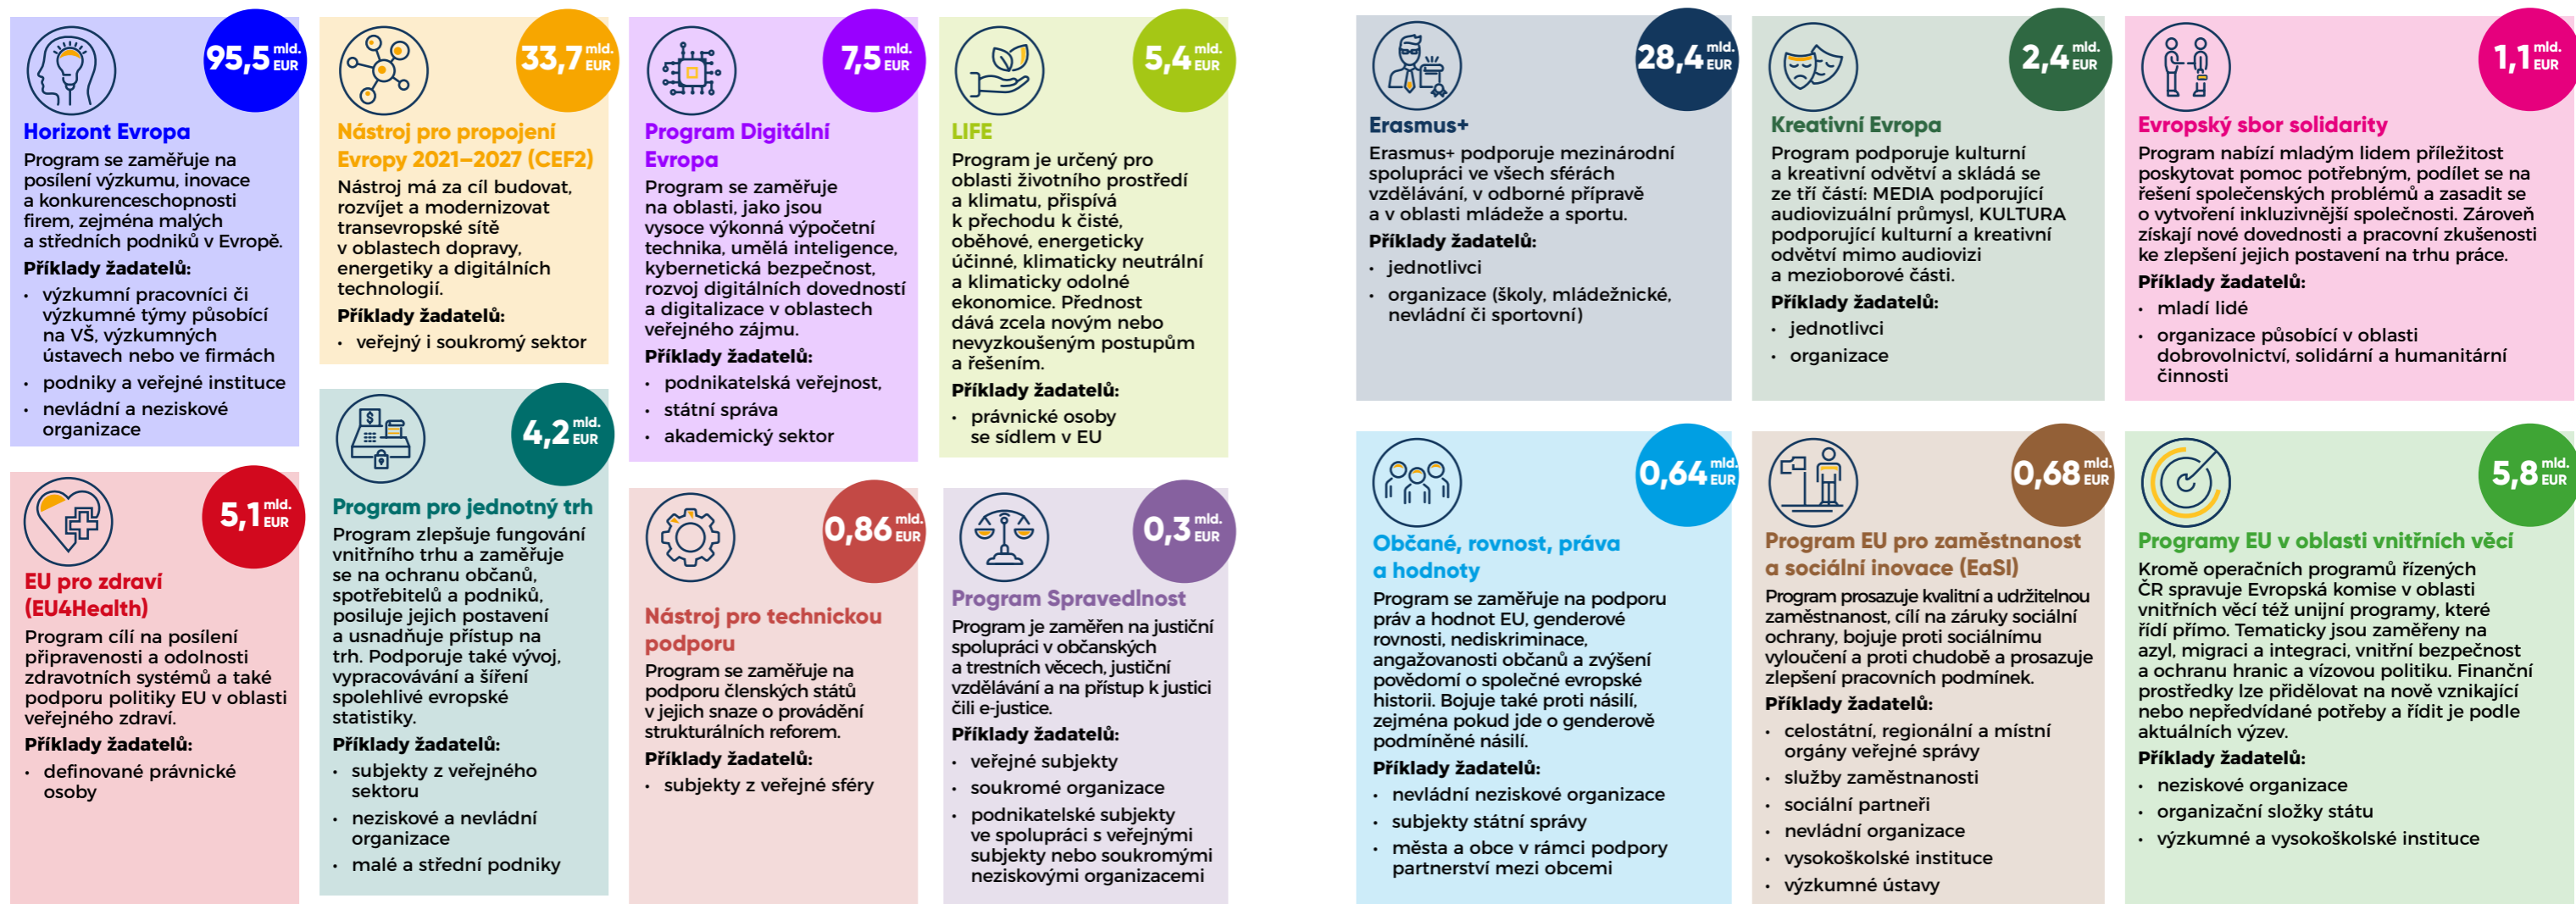 95,5 mld. EUR
Horizont Evropa
Program se zaměřuje na
posílení výzkumu, inovace
a konkurenceschopnosti
firem, zejména malých
a středních podniků v Evropě.
Příklady žadatelů:
• výzkumní pracovníci či
výzkumné týmy působící
na VŠ, výzkumných
ústavech nebo ve firmách
• podniky a veřejné instituce
• nevládní a neziskové
organizace
5,1 mld. EUR
EU pro zdraví
(EU4Health)
Program cílí na posílení
připravenosti a odolnosti
zdravotních systémů a také
podporu politiky EU v oblasti
veřejného zdraví.
Příklady žadatelů:
• definované právnické
osoby
33,7 mld. EUR
Nástroj pro propojení
Evropy 2021–2027 (CEF2)
Nástroj má za cíl budovat,
rozvíjet a modernizovat
transevropské sítě
v oblastech dopravy,
energetiky a digitálních
technologií.
Příklady žadatelů:
• veřejný i soukromý sektor
4,2 mld. EUR
$
Program pro jednotný trh
Program zlepšuje fungování
vnitřního trhu a zaměřuje
se na ochranu občanů,
spotřebitelů a podniků,
posiluje jejich postavení
a usnadňuje přístup na
trh. Podporuje také vývoj,
vypracovávání a šíření
spolehlivé evropské
statistiky.
Příklady žadatelů:
• subjekty z veřejného
sektoru
• neziskové a nevládní
organizace
• malé a střední podniky
7,5 mld. EUR
Program Digitální
Evropa
Program se zaměřuje
na oblasti, jako jsou
vysoce výkonná výpočetní
technika, umělá inteligence,
kybernetická bezpečnost,
rozvoj digitálních dovedností
a digitalizace v oblastech
veřejného zájmu.
Příklady žadatelů:
• podnikatelská veřejnost,
• státní správa
• akademický sektor
0,86 mld. EUR
Nástroj pro technickou
podporu
Program se zaměřuje na
podporu členských států
v jejich snaze o provádění
strukturálních reforem.
Příklady žadatelů:
• subjekty z veřejné sféry
5,4 mld. EUR
LIFE
Program je určený pro
oblasti životního prostředí
a klimatu, přispívá
k přechodu k čisté,
oběhové, energeticky
účinné, klimaticky neutrální
a klimaticky odolné
ekonomice. Přednost
dává zcela novým nebo
nevyzkoušeným postupům
a řešením.
Příklady žadatelů:
• právnické osoby
se sídlem v EU
0,3 mld. EUR
Program Spravedlnost
Program je zaměřen na justiční
spolupráci v občanských
a trestních věcech, justiční
vzdělávání a na přístup k justici
čili e-justice.
Příklady žadatelů:
• veřejné subjekty
• soukromé organizace
• podnikatelské subjekty
ve spolupráci s veřejnými
subjekty nebo soukromými
neziskovými organizacemi
28,4 mld. EUR
Erasmus+
Erasmus+ podporuje mezinárodní
spolupráci ve všech sférách
vzdělávání, v odborné přípravě
a v oblasti mládeže a sportu.
Příklady žadatelů:
• jednotlivci
• organizace (školy, mládežnické,
nevládní či sportovní)
2,4 mld. EUR
Kreativní Evropa
Program podporuje kulturní
a kreativní odvětví a skládá se
ze tří částí: MEDIA podporující
audiovizuální průmysl, KULTURA
podporující kulturní a kreativní
odvětví mimo audiovizi
a mezioborové části.
Příklady žadatelů:
• jednotlivci
• organizace
1,1 mld. EUR
Evropský sbor solidarity
Program nabízí mladým lidem příležitost
poskytovat pomoc potřebným, podílet se na
řešení společenských problémů a zasadit se
o vytvoření inkluzivnější společnosti. Zároveň
získají nové dovednosti a pracovní zkušenosti
ke zlepšení jejich postavení na trhu práce.
Příklady žadatelů:
• mladí lidé
• organizace působící v oblasti
dobrovolnictví, solidární a humanitární
činnosti
0,64 mld. EUR
Občané, rovnost, práva
a hodnoty
Program se zaměřuje na podporu
práv a hodnot EU, genderové
rovnosti, nediskriminace,
angažovanosti občanů a zvýšení
povědomí o společné evropské
historii. Bojuje také proti násilí,
zejména pokud jde o genderově
podmíněné násilí.
Příklady žadatelů:
• nevládní neziskové organizace
• subjekty státní správy
• města a obce v rámci podpory
partnerství mezi obcemi
0,68 mld. EUR
Program EU pro zaměstnanost
a sociální inovace (EaSI)
Program prosazuje kvalitní a udržitelnou
zaměstnanost, cílí na záruky sociální
ochrany, bojuje proti sociálnímu
vyloučení a proti chudobě a prosazuje
zlepšení pracovních podmínek.
Příklady žadatelů:
• celostátní, regionální a místní
orgány veřejné správy
• služby zaměstnanosti
• sociální partneři
• nevládní organizace
• vysokoškolské instituce
• výzkumné ústavy
5,8 mld. EUR
Programy EU v oblasti vnitřních věcí
Kromě operačních programů řízených
ČR spravuje Evropská komise v oblasti
vnitřních věcí též unijní programy, které
řídí přímo. Tematicky jsou zaměřeny na
azyl, migraci a integraci, vnitřní bezpečnost
a ochranu hranic a vízovou politiku. Finanční
prostředky lze přidělovat na nově vznikající
nebo nepředvídané potřeby a řídit je podle
aktuálních výzev.
Příklady žadatelů:
• neziskové organizace
• organizační složky státu
• výzkumné a vysokoškolské instituce